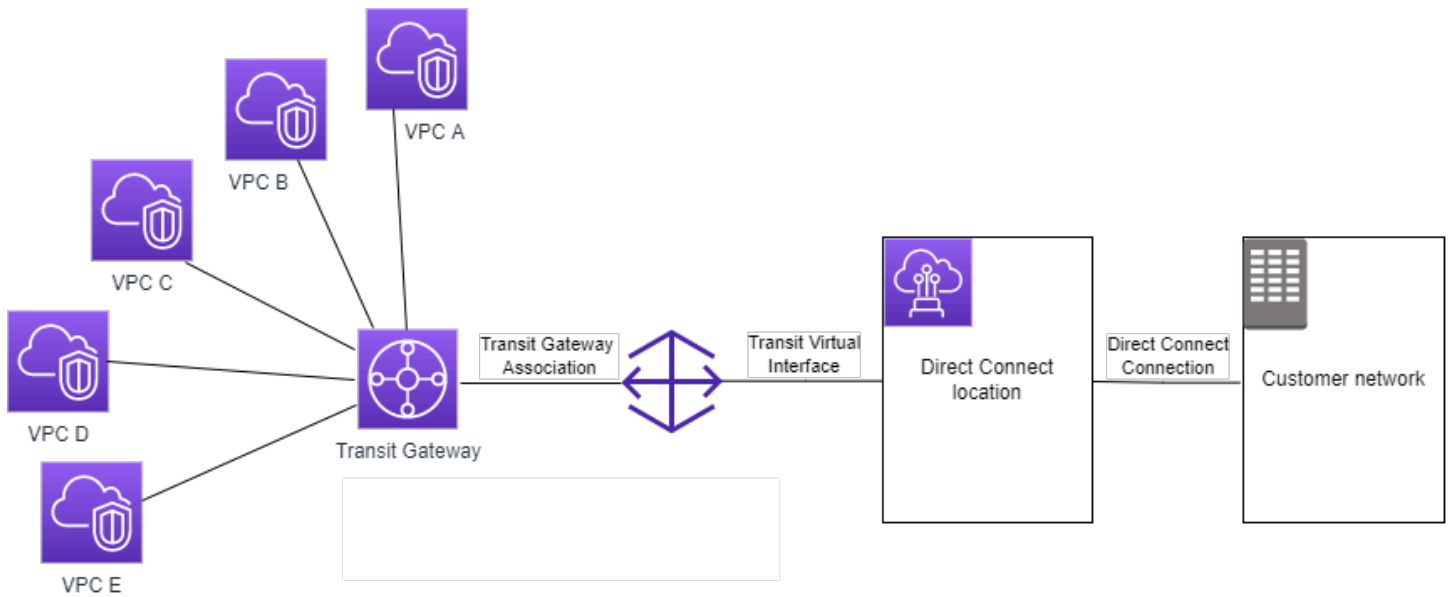 VPC A
VPC B
VPC C
VPC D
VPC E
Transit Gateway
Transit Gateway
Association
Transit Virtual
Interface
Direct Connect
location
Direct Connect
Connection
Customer network